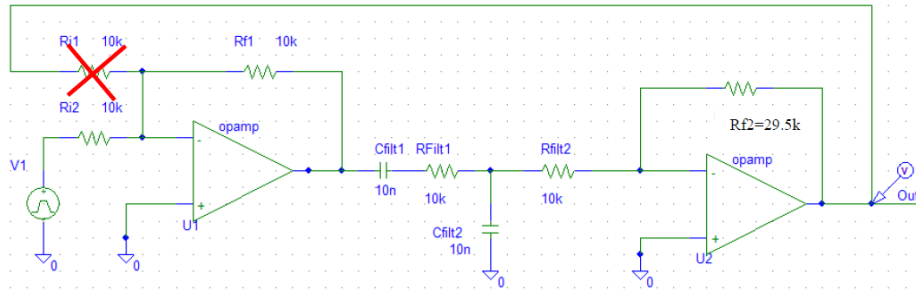 Ri1 10k
Rf1 10k
Ri2 10k
opamp
-
+
U1
V1
0
0
Cfilt1
10n
RFilt1
10k
Rfilt2
10k
Cfilt2
10n
0
Rf2=29.5k
opamp
-
+
U2
0
V
Out